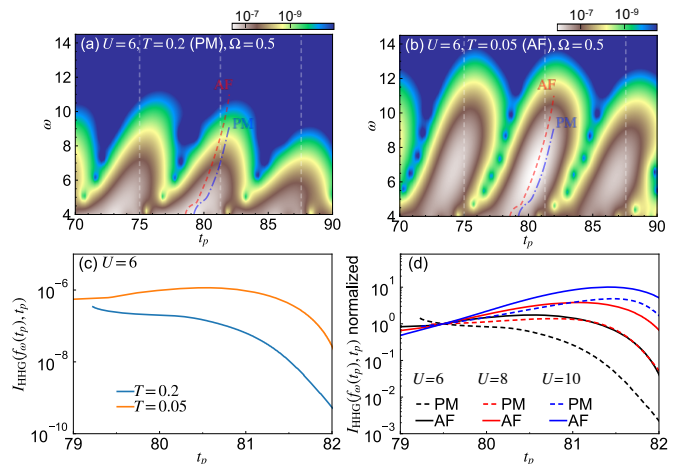 10⁻⁷ 10⁻⁹
10⁻⁷ 10⁻⁹
(a) U=6, T=0.2 (PM), Ω=0.5
(b) U=6, T=0.05 (AF), Ω=0.5
14
12
10
8
6
4
ω
AF
PM
70 75 80 85 90
t_p
14
12
10
8
6
4
AF
PM
70 75 80 85 90
t_p
(c) U=6
10⁻⁶
10⁻⁸
10⁻¹⁰
I_HHG(f_ω(t_p), t_p)
T=0.2
T=0.05
79 80 81 82
t_p
(d)
10¹
10⁰
10⁻¹
10⁻²
10⁻³
I_HHG(f_ω(t_p), t_p) normalized
U=6 U=8 U=10
PM PM PM
AF AF AF
79 80 81 82
t_p